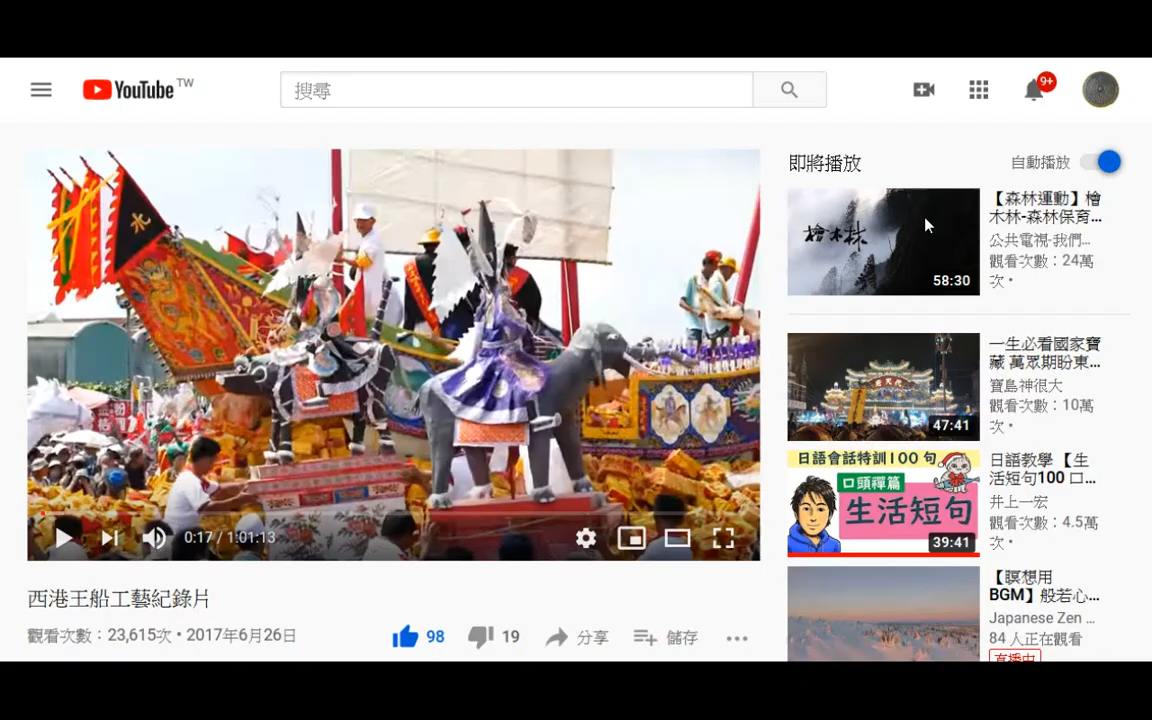 YouTube TW
搜尋
9+
水
0:17 / 1:01:13
西港王船工藝紀錄片
觀看次數：23,615次 • 2017年6月26日
98
19
分享
儲存
即將播放
自動播放
檜木林
58:30
【森林運動】檜
木林-森林保育...
公共電視-我們...
觀看次數：24萬
次 •
47:41
一生必看國家寶
藏 萬眾期盼東...
寶島神很大
觀看次數：10萬
次 •
日語會話特訓100句
口頭禪篇
生活短句
39:41
日語教學【生
活短句100 口...
井上一宏
觀看次數：4.5萬
次 •
【瞑想用
BGM】般若心...
Japanese Zen ...
84 人正在觀看
直播中